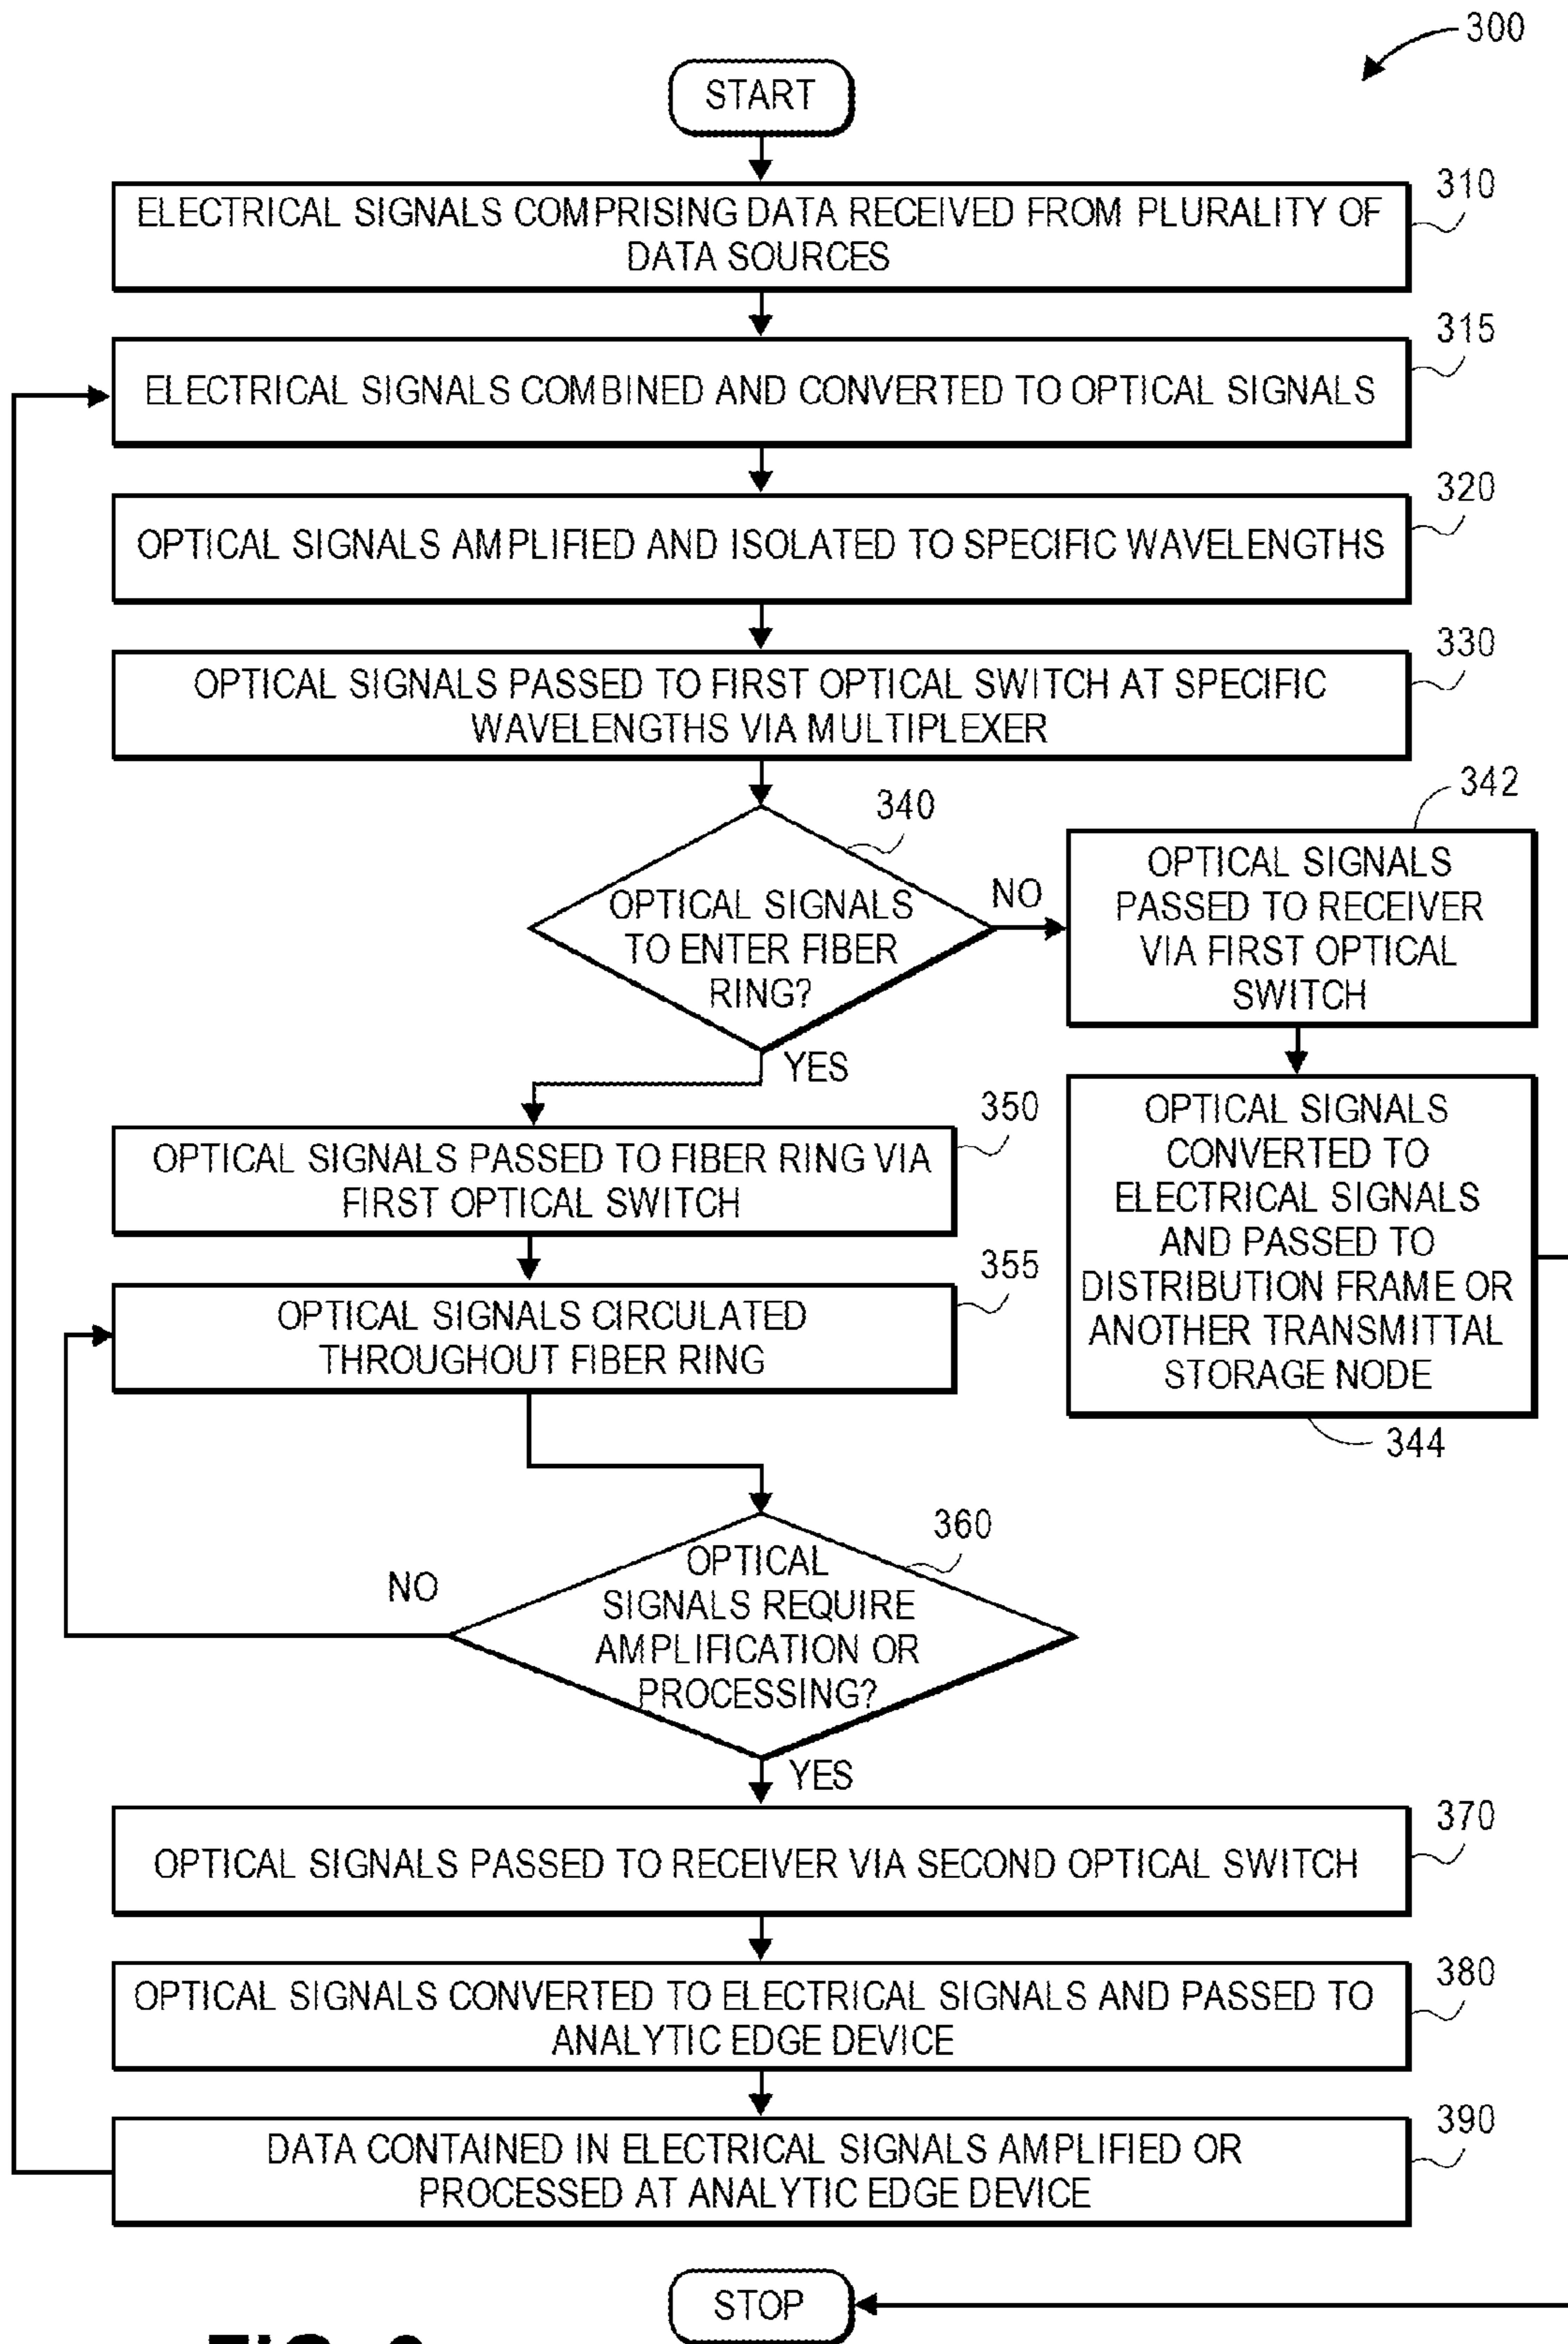 300
START
310
ELECTRICAL SIGNALS COMPRISING DATA RECEIVED FROM PLURALITY OF
DATA SOURCES
315
ELECTRICAL SIGNALS COMBINED AND CONVERTED TO OPTICAL SIGNALS
320
OPTICAL SIGNALS AMPLIFIED AND ISOLATED TO SPECIFIC WAVELENGTHS
330
OPTICAL SIGNALS PASSED TO FIRST OPTICAL SWITCH AT SPECIFIC
WAVELENGTHS VIA MULTIPLEXER
340
OPTICAL SIGNALS
TO ENTER FIBER
RING?
NO
YES
342
OPTICAL SIGNALS
PASSED TO RECEIVER
VIA FIRST OPTICAL
SWITCH
OPTICAL SIGNALS
CONVERTED TO
ELECTRICAL SIGNALS
AND PASSED TO
DISTRIBUTION FRAME OR
ANOTHER TRANSMITTAL
STORAGE NODE
344
350
OPTICAL SIGNALS PASSED TO FIBER RING VIA
FIRST OPTICAL SWITCH
355
OPTICAL SIGNALS CIRCULATED
THROUGHOUT FIBER RING
360
OPTICAL
SIGNALS REQUIRE
AMPLIFICATION OR
PROCESSING?
NO
YES
370
OPTICAL SIGNALS PASSED TO RECEIVER VIA SECOND OPTICAL SWITCH
380
OPTICAL SIGNALS CONVERTED TO ELECTRICAL SIGNALS AND PASSED TO
ANALYTIC EDGE DEVICE
390
DATA CONTAINED IN ELECTRICAL SIGNALS AMPLIFIED OR
PROCESSED AT ANALYTIC EDGE DEVICE
STOP